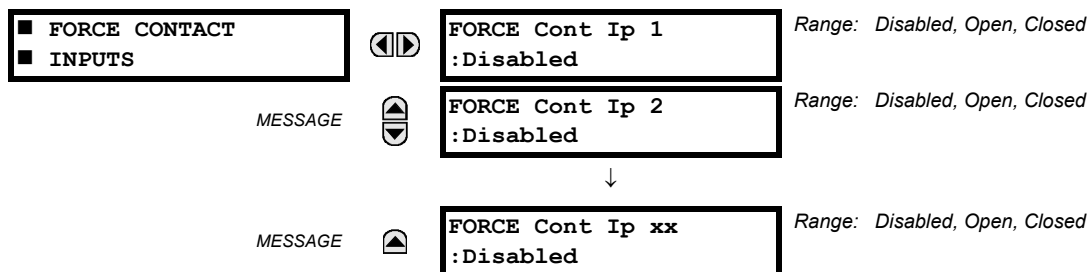 ■ FORCE CONTACT
■ INPUTS
FORCE Cont Ip 1
:Disabled
Range: Disabled, Open, Closed
MESSAGE
FORCE Cont Ip 2
:Disabled
Range: Disabled, Open, Closed
↓
MESSAGE
FORCE Cont Ip xx
:Disabled
Range: Disabled, Open, Closed